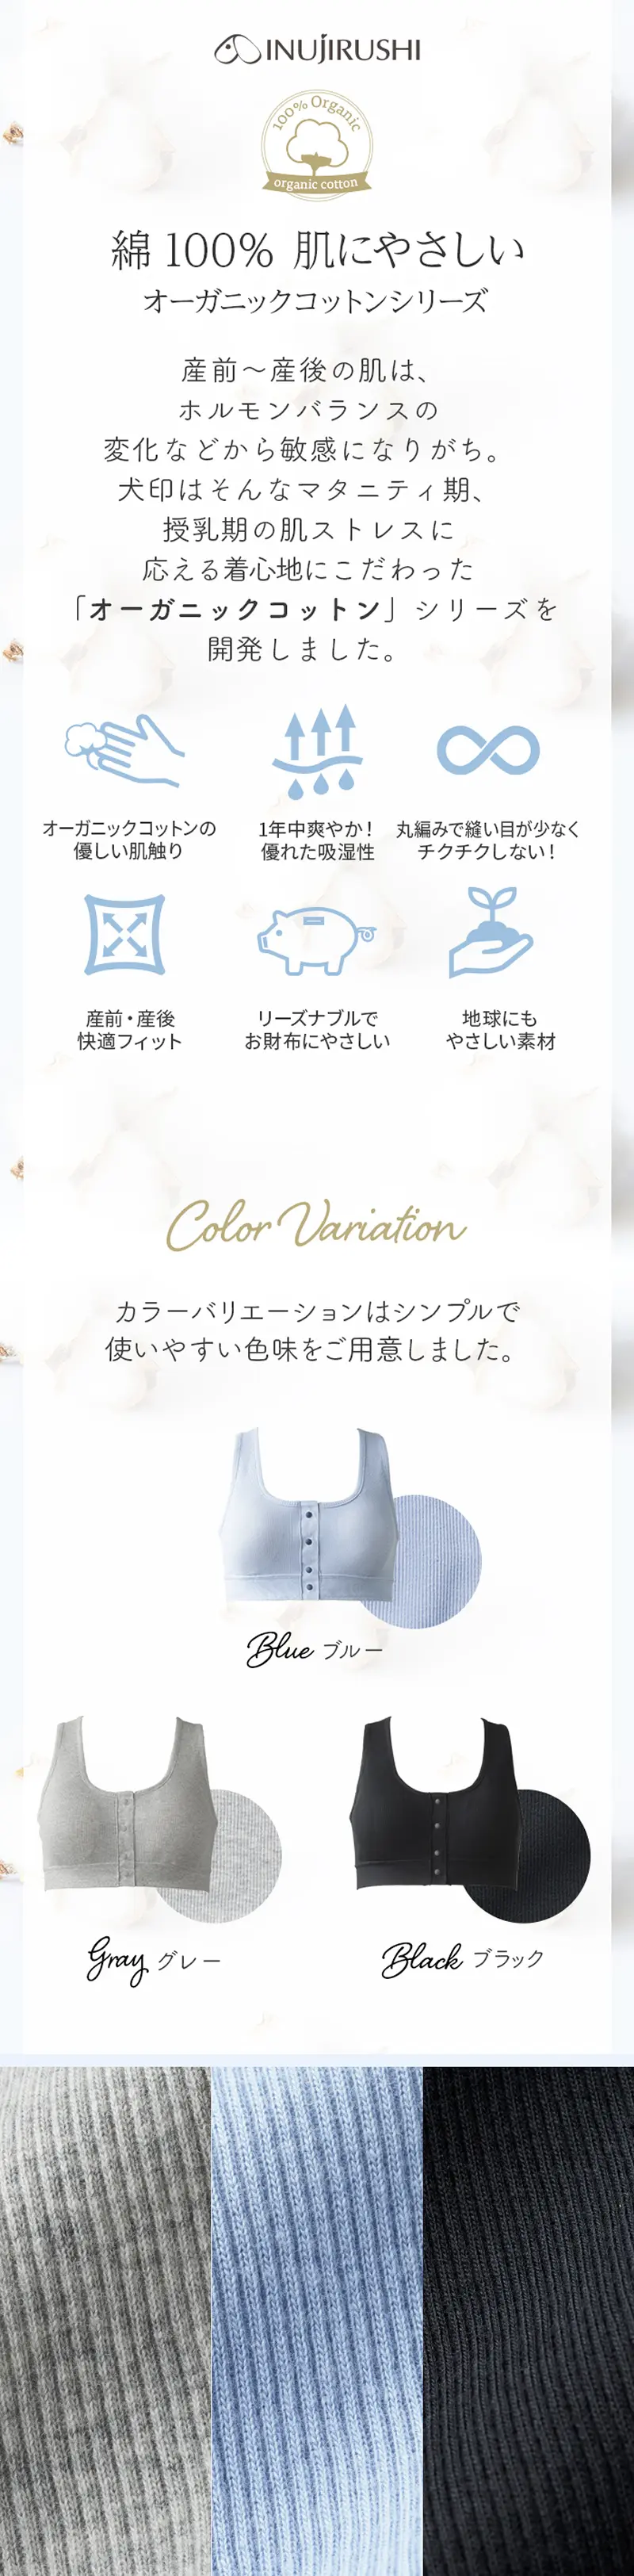 INUJIRUSHI
100% Organic
organic cotton
綿100% 肌にやさしい
オーガニックコットンシリーズ
産前～産後の肌は、
ホルモンバランスの
変化などから敏感になりがち。
犬印はそんなマタニティ期、
授乳期の肌ストレスに
応える着心地にこだわった
「オーガニックコットン」シリーズを
開発しました。
オーガニックコットンの
優しい肌触り
1年中爽やか！
優れた吸湿性
丸編みで縫い目が少なく
チクチクしない！
産前・産後
快適フィット
リーズナブルで
お財布にやさしい
地球にも
やさしい素材
Color Variation
カラーバリエーションはシンプルで
使いやすい色味をご用意しました。
Blue ブルー
Gray グレー
Black ブラック